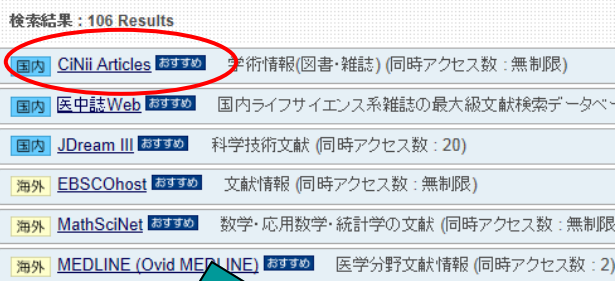 検索結果 : 106 Results
国内 CiNii Articles おすすめ 学術情報(図書・雑誌) (同時アクセス数 : 無制限)
国内 医中誌Web おすすめ 国内ライフサイエンス系雑誌の最大級文献検索データベ
国内 JDream III おすすめ 科学技術文献 (同時アクセス数 : 20)
海外 EBSCOhost おすすめ 文献情報 (同時アクセス数 : 無制限)
海外 MathSciNet おすすめ 数学・応用数学・統計学の文献 (同時アクセス数 : 無制限
海外 MEDLINE (Ovid MEDLINE) おすすめ 医学分野文献情報 (同時アクセス数 : 2)